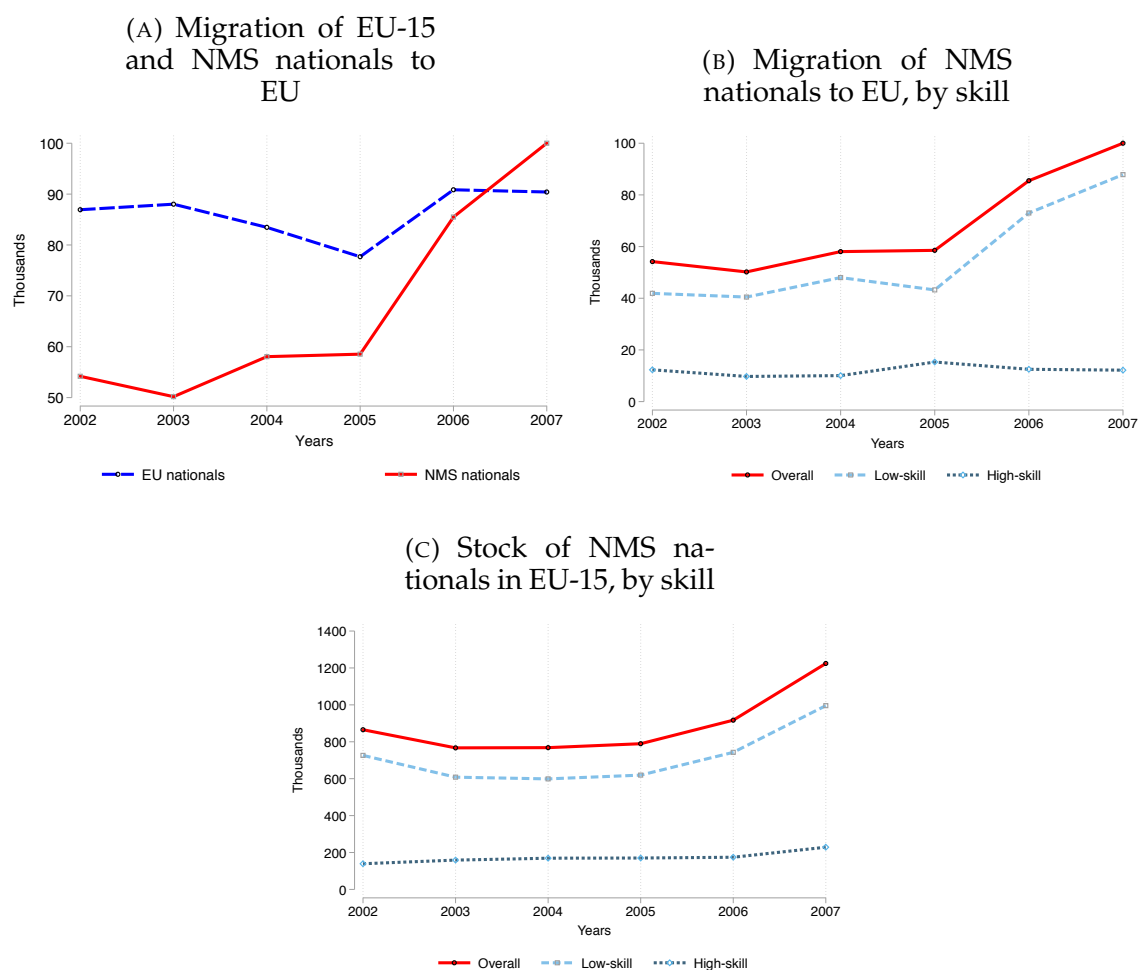 (A) Migration of EU-15
and NMS nationals to
EU
100
90
80
70
60
50
Thousands
2002 2003 2004 2005 2006 2007
Years
EU nationals NMS nationals
(B) Migration of NMS
nationals to EU, by skill
100
80
60
40
20
0
Thousands
2002 2003 2004 2005 2006 2007
Years
Overall Low-skill High-skill
(C) Stock of NMS na-
tionals in EU-15, by skill
1400
1200
1000
800
600
400
200
0
Thousands
2002 2003 2004 2005 2006 2007
Years
Overall Low-skill High-skill